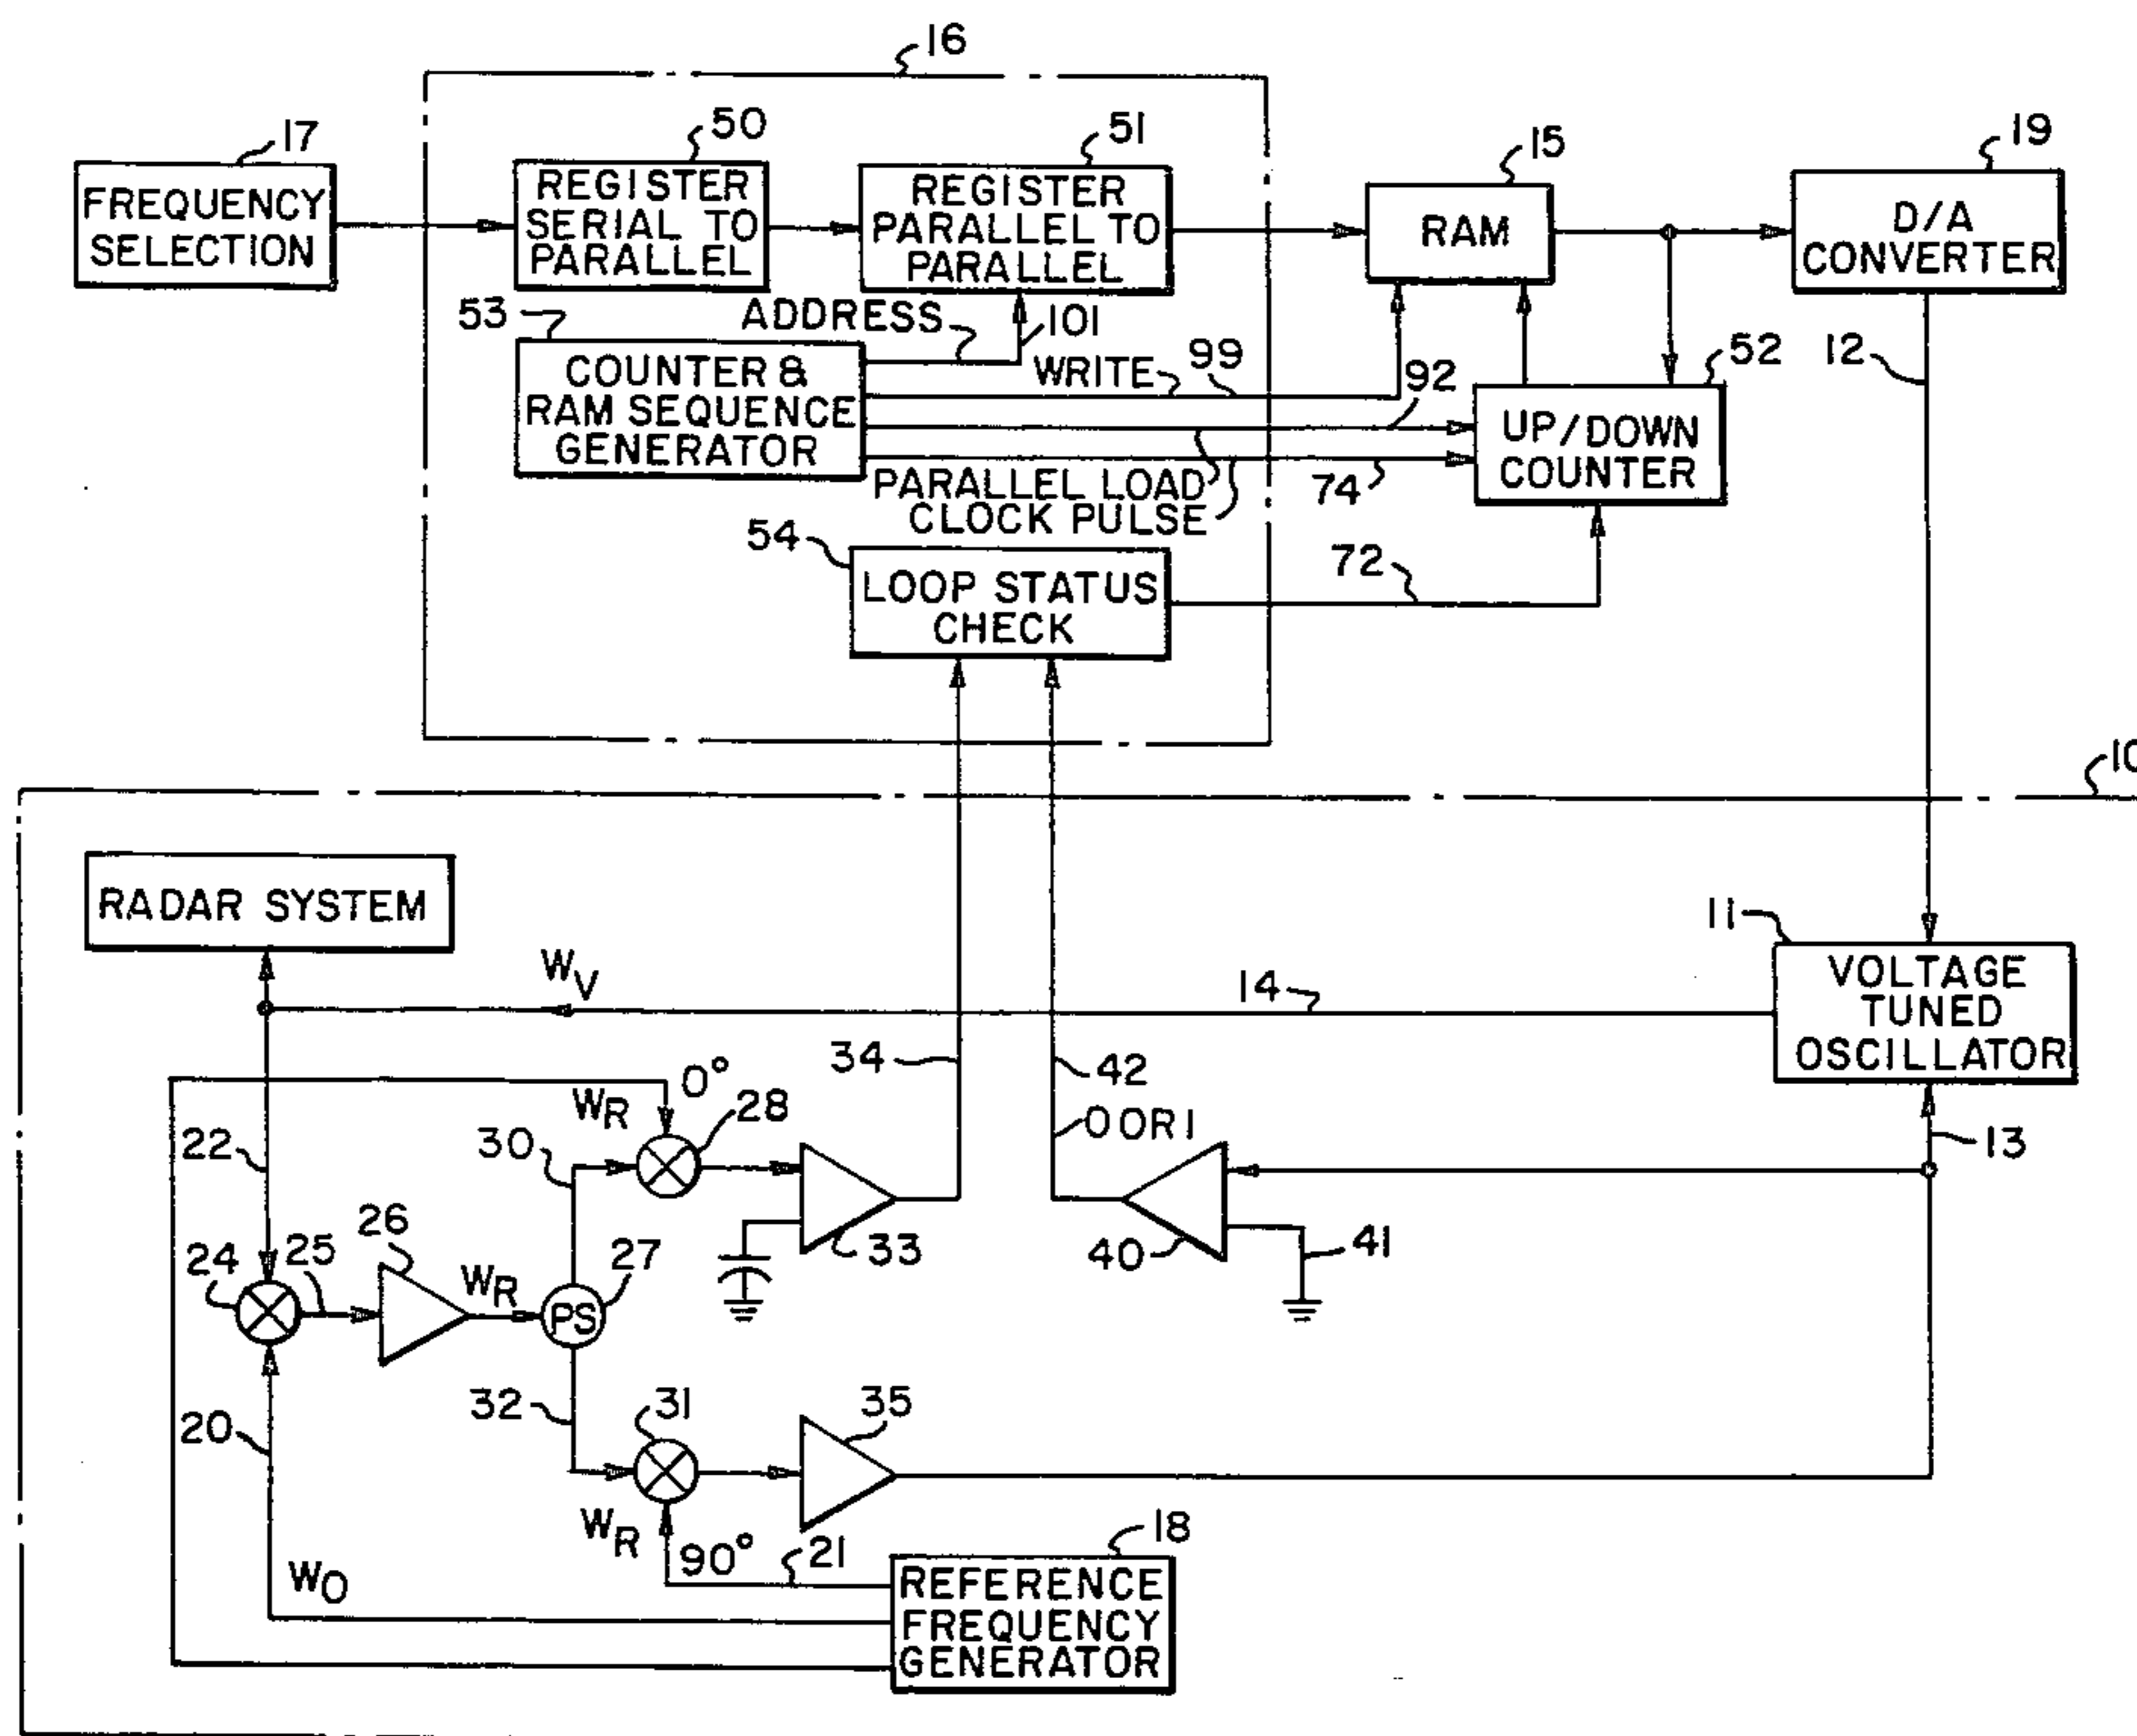 16
17
50
51
15
19
FREQUENCY
SELECTION
REGISTER
SERIAL TO
PARALLEL
REGISTER
PARALLEL TO
PARALLEL
RAM
D/A
CONVERTER
53
ADDRESS
101
COUNTER &
RAM SEQUENCE
GENERATOR
WRITE
99
92
52
12
UP/DOWN
COUNTER
PARALLEL LOAD
CLOCK PULSE
74
54
LOOP STATUS
CHECK
72
10
RADAR SYSTEM
11
VOLTAGE
TUNED
OSCILLATOR
WV
14
34
42
0°
WR
28
0 OR 1
13
22
30
26
24
25
WR
PS
27
33
40
41
32
31
35
20
WR
90°
21
18
WO
REFERENCE
FREQUENCY
GENERATOR